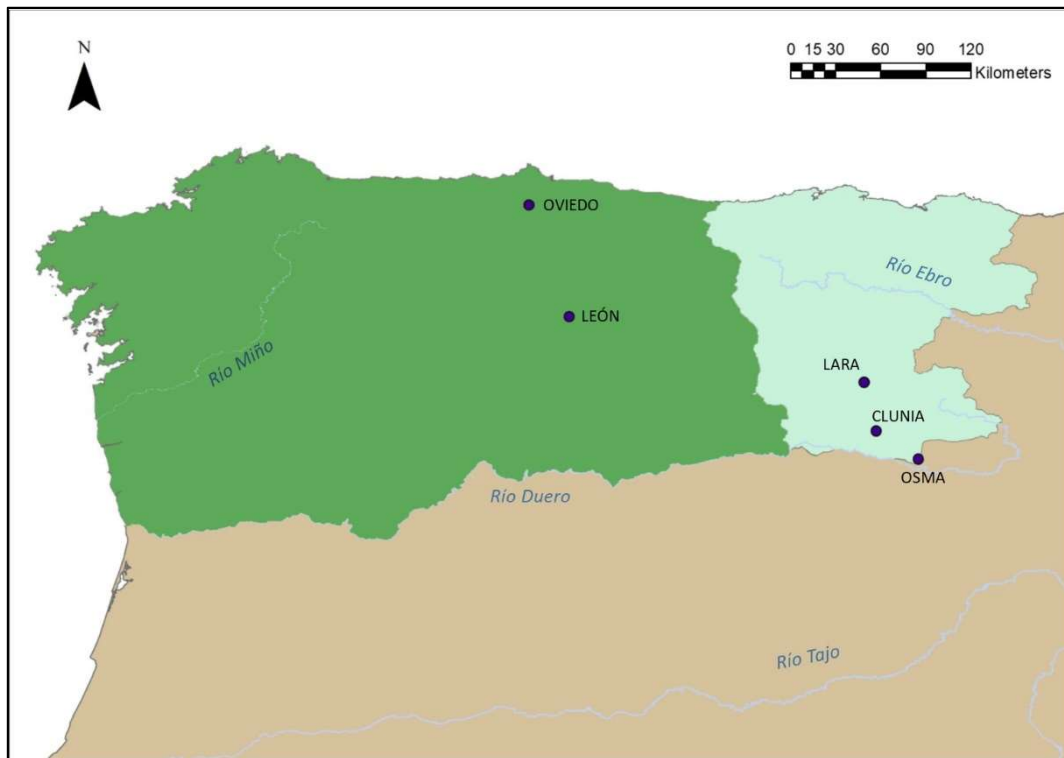 N
0 15 30 60 90 120
Kilometers
OVIEDO
Río Ebro
LEÓN
Río Miño
LARA
CLUNIA
OSMA
Río Duero
Río Tajo